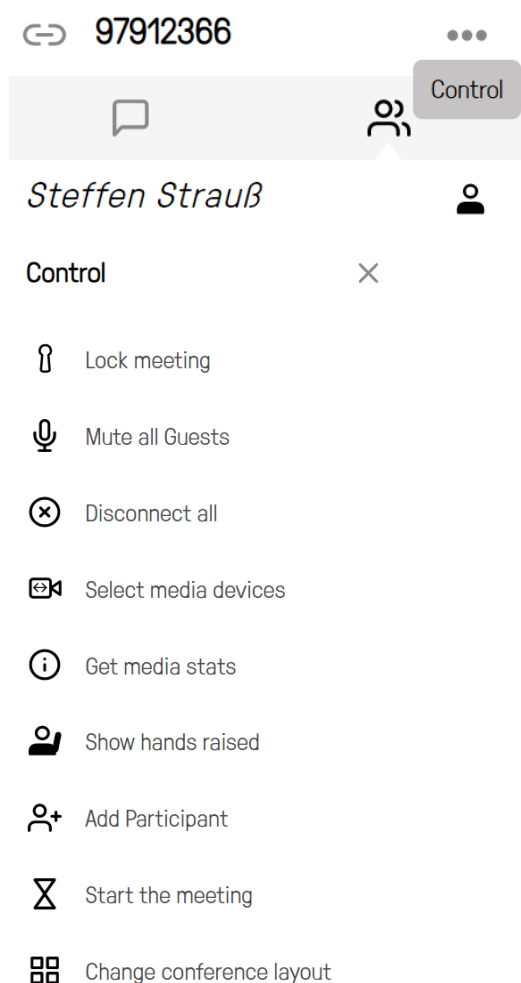 97912366
Control
Steffen Strauß
Control
Lock meeting
Mute all Guests
Disconnect all
Select media devices
Get media stats
Show hands raised
Add Participant
Start the meeting
Change conference layout